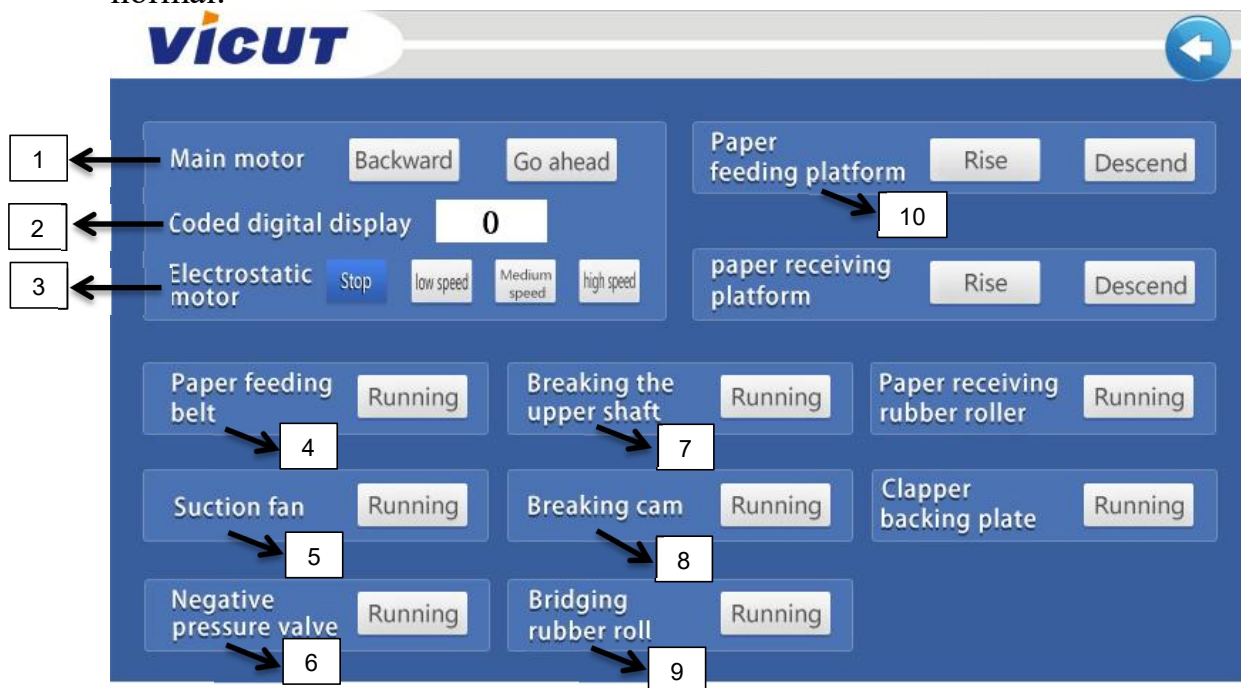 normal.
VICUT
1
Main motor Backward Go ahead
Paper
feeding platform Rise Descend
10
2
Coded digital display 0
3
Electrostatic
motor Stop low speed Medium
speed high speed
paper receiving
platform Rise Descend
Paper feeding
belt Running
4
Breaking the
upper shaft Running
7
Paper receiving
rubber roller Running
Suction fan Running
5
Breaking cam Running
8
Clapper
backing plate Running
Negative
pressure valve Running
6
Bridging
rubber roll Running
9